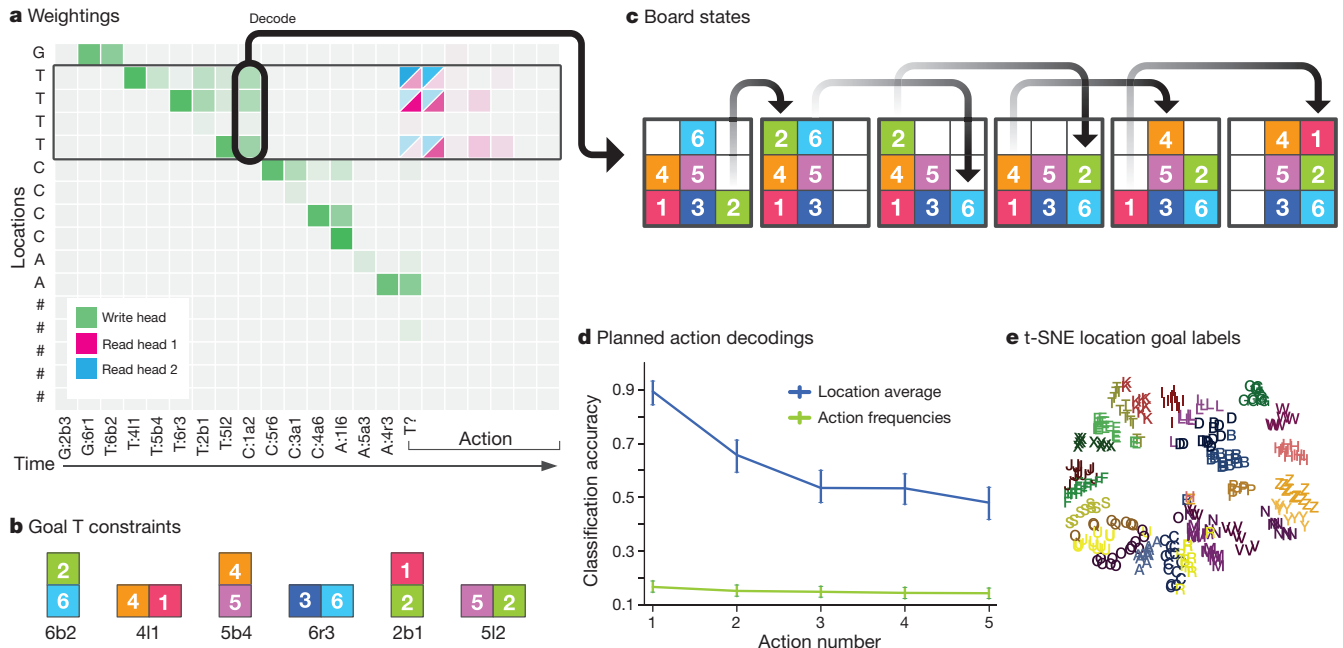 a Weightings
Decode
G
T
T
T
T
C
C
C
C
A
A
#
#
#
#
#
Locations
Write head
Read head 1
Read head 2
G:2b3
G:6r1
T:6b2
T:4l1
T:5b4
T:6r3
T:2b1
T:5l2
C:1a2
C:5r6
C:3a1
C:4a6
A:1l6
A:5a3
A:4r3
T?
Action
Time
b Goal T constraints
2 4 1
6 4 1 5 3 6 2 5 2
6b2 4l1 5b4 6r3 2b1 5l2
c Board states
6 2 6 2 4 4 1
4 5 4 5 4 5 4 5 2 5 2 5 2
1 3 2 1 3 1 3 6 1 3 6 1 3 6 3 6
d Planned action decodings
Location average
Action frequencies
0.9
0.7
0.5
0.3
0.1
Classification accuracy
1 2 3 4 5
Action number
e t-SNE location goal labels